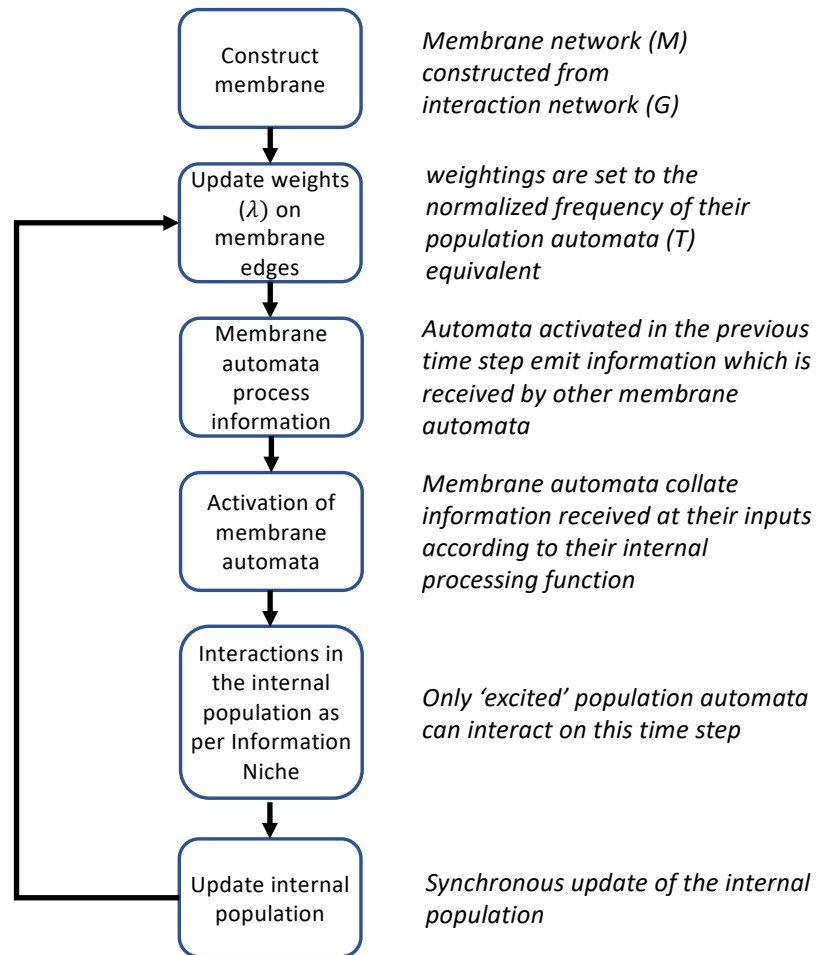 Construct
membrane
Membrane network (M)
constructed from
interaction network (G)
Update weights
(λ) on
membrane
edges
weightings are set to the
normalized frequency of their
population automata (T)
equivalent
Membrane
automata
process
information
Automata activated in the previous
time step emit information which is
received by other membrane
automata
Activation of
membrane
automata
Membrane automata collate
information received at their inputs
according to their internal
processing function
Interactions in
the internal
population as
per Information
Niche
Only ‘excited’ population automata
can interact on this time step
Update internal
population
Synchronous update of the internal
population